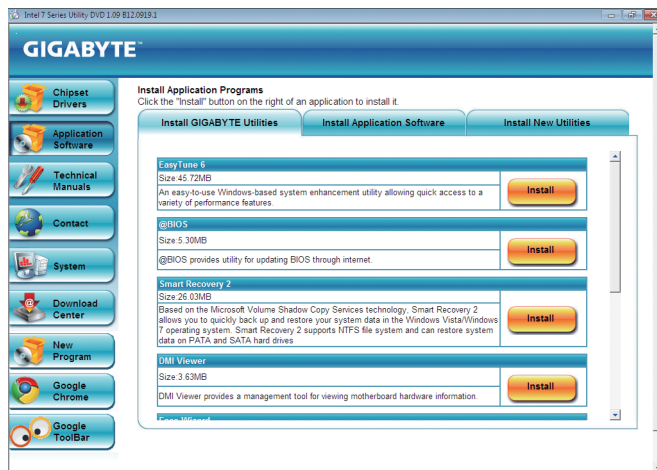 Intel 7 Series Utility DVD 1.09 B12.0919.1
GIGABYTE™
Chipset
Drivers
Application
Software
Technical
Manuals
Contact
System
Download
Center
New
Program
Google
Chrome
Google
ToolBar
Install Application Programs
Click the "Install" button on the right of an application to install it.
Install GIGABYTE Utilities
Install Application Software
Install New Utilities
EasyTune 6
Size:45.72MB
An easy-to-use Windows-based system enhancement utility allowing quick access to a
variety of performance features.
Install
@BIOS
Size:5.30MB
@BIOS provides utility for updating BIOS through internet.
Install
Smart Recovery 2
Size:26.03MB
Based on the Microsoft Volume Shadow Copy Services technology, Smart Recovery 2
allows you to quickly back up and restore your system data in the Windows Vista/Windows
7 operating system. Smart Recovery 2 supports NTFS file system and can restore system
data on PATA and SATA hard drives
Install
DMI Viewer
Size:3.63MB
DMI Viewer provides a management tool for viewing motherboard hardware information.
Install